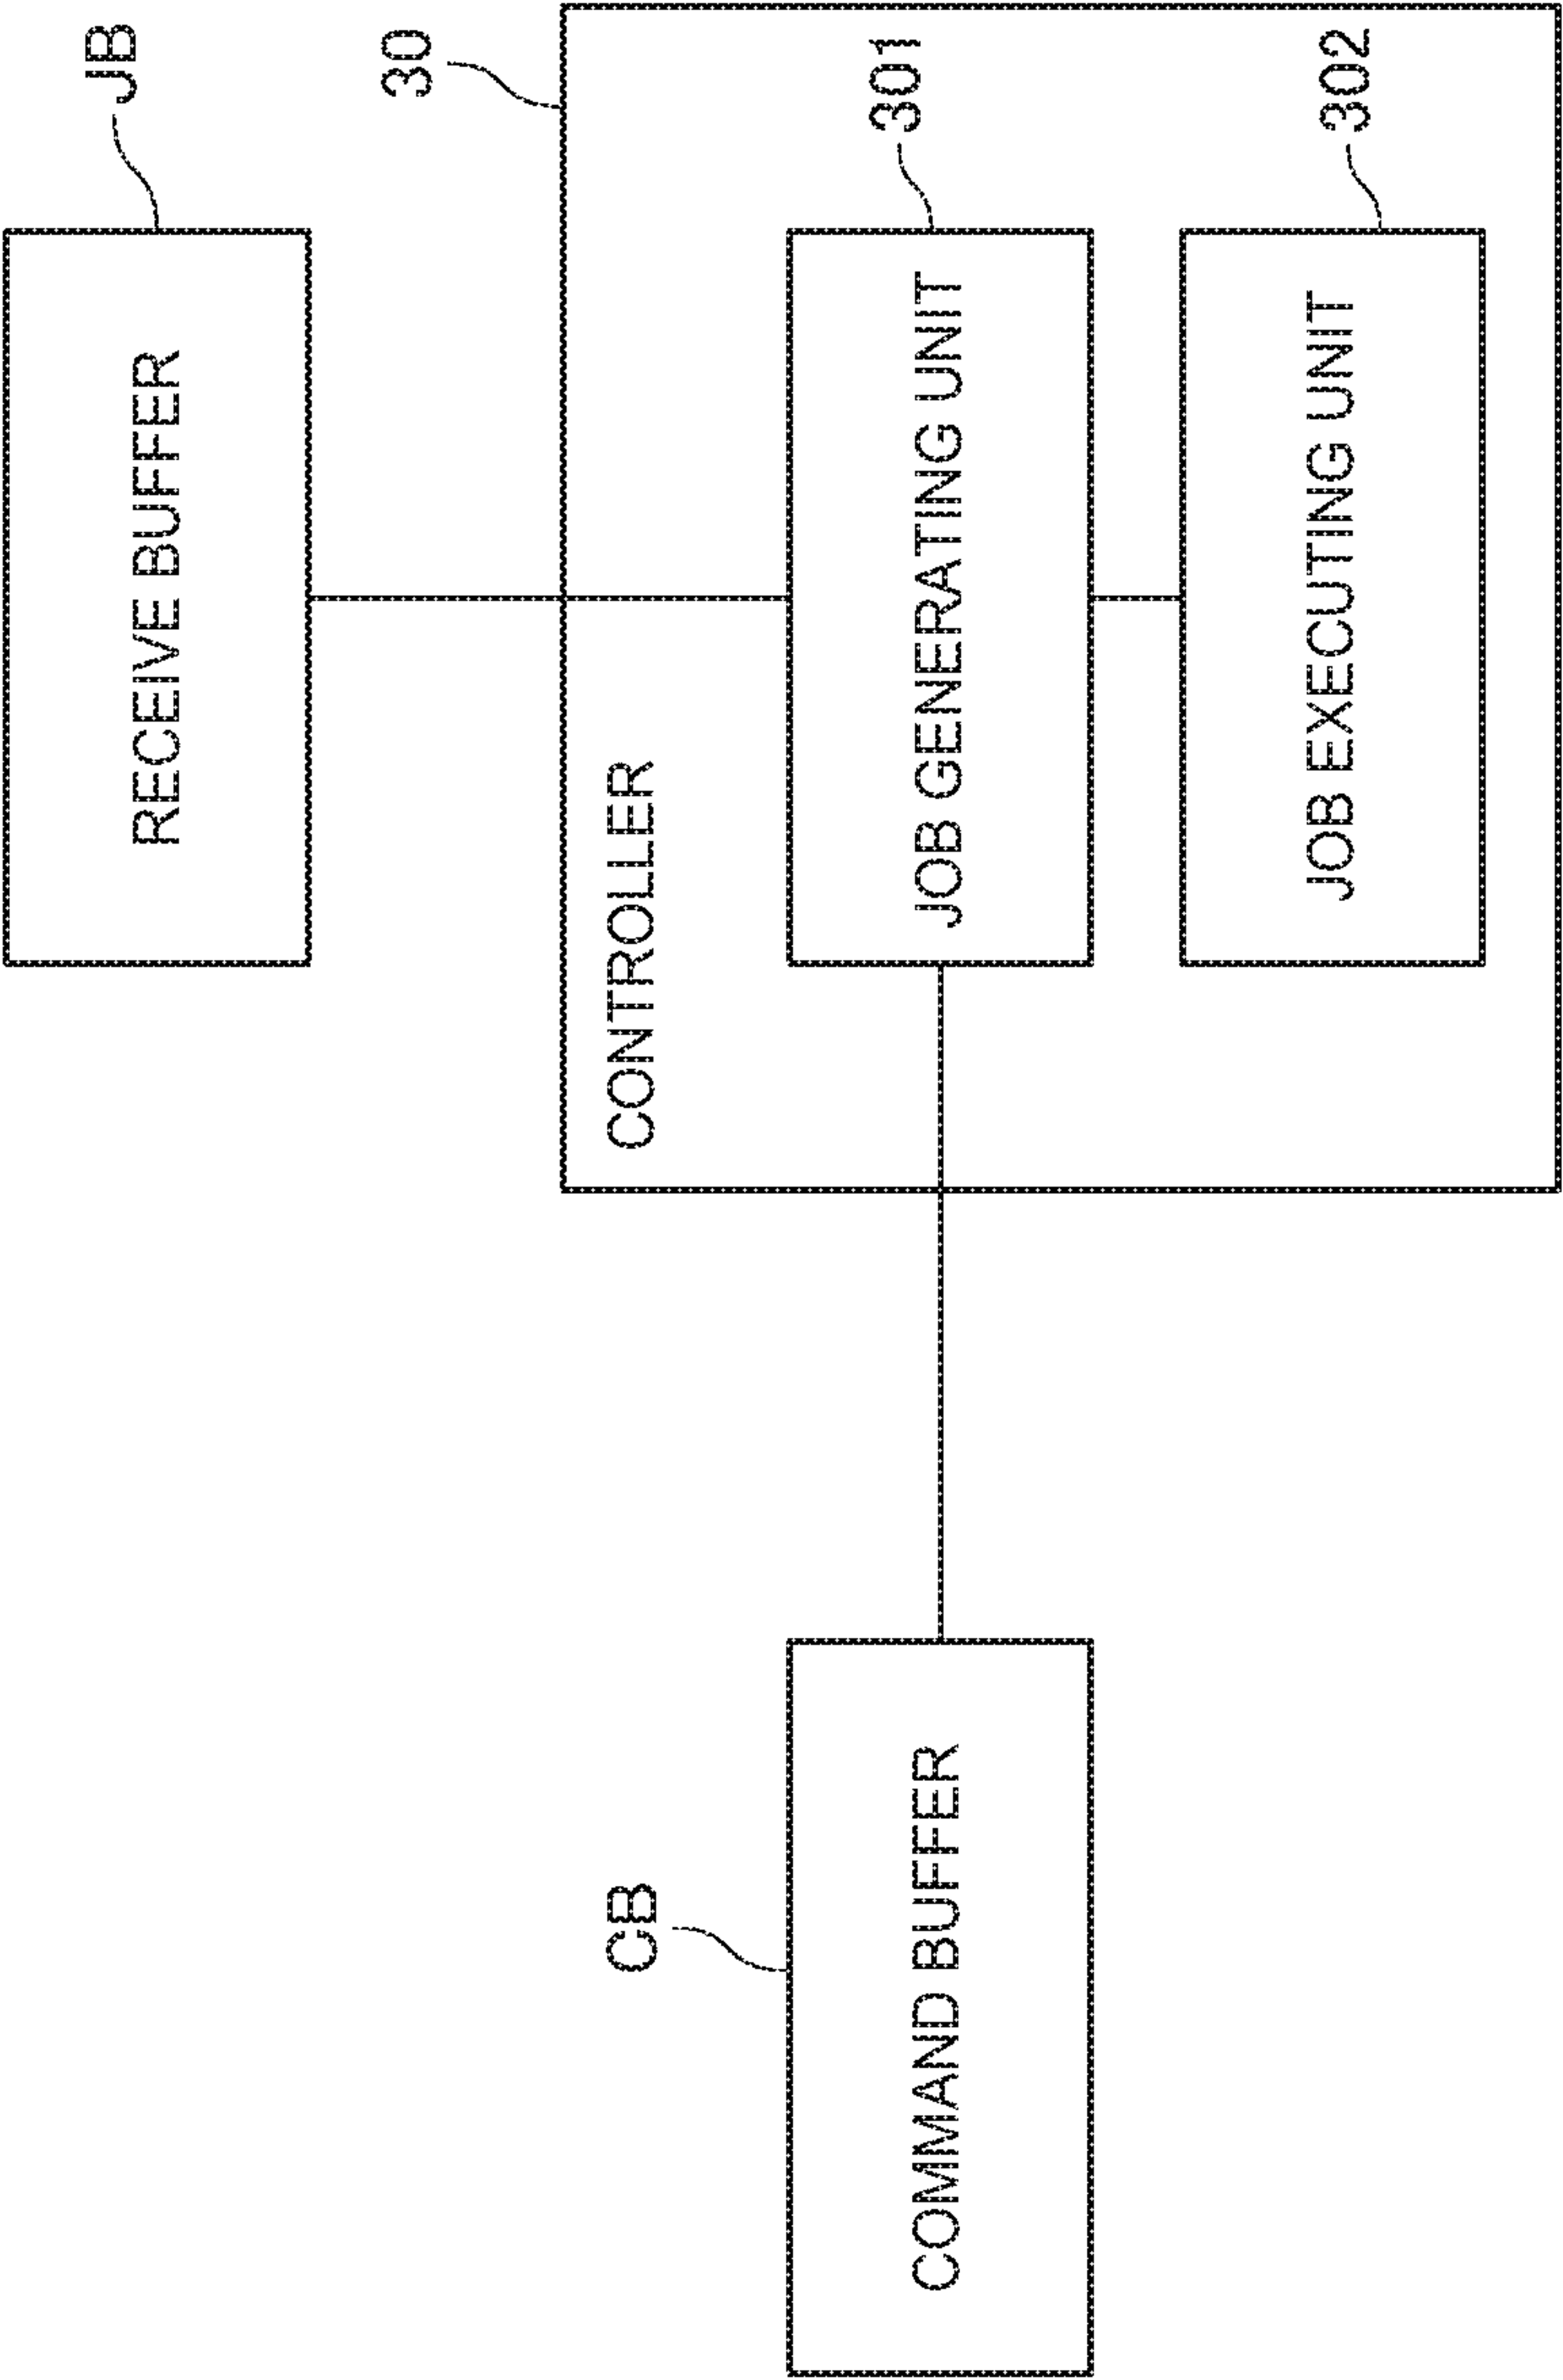 JB
RECEIVE BUFFER
30
CONTROLLER
CB
301
JOB GENERATING UNIT
COMMAND BUFFER
302
JOB EXECUTING UNIT